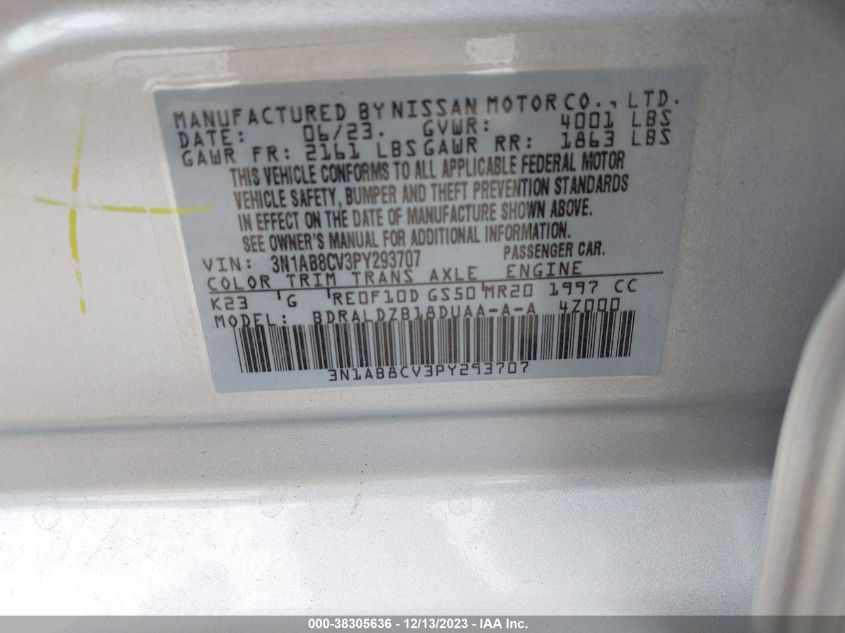 MANUFACTURED BY NISSAN MOTOR CO., LTD.
DATE: 06/23. GVWR: 4001 LBS
GAWR FR: 2161 LBS GAWR RR: 1863 LBS
THIS VEHICLE CONFORMS TO ALL APPLICABLE FEDERAL MOTOR
VEHICLE SAFETY, BUMPER AND THEFT PREVENTION STANDARDS
IN EFFECT ON THE DATE OF MANUFACTURE SHOWN ABOVE.
SEE OWNER'S MANUAL FOR ADDITIONAL INFORMATION.
VIN: 3N1AB8CV3PY293707 PASSENGER CAR.
COLOR TRIM TRANS AXLE ENGINE
K23 G RE0F10D GS50 MR20 1997 CC
MODEL: BDRALDZB18DUAA-A-A 4Z000
3N1AB8CV3PY293707
000-38305636 - 12/13/2023 - IAA Inc.